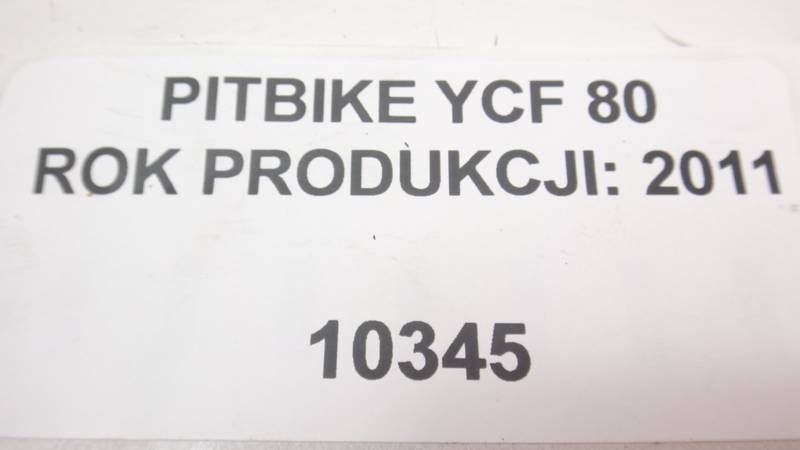 PITBIKE YCF 80
ROK PRODUKCJI: 2011
10345